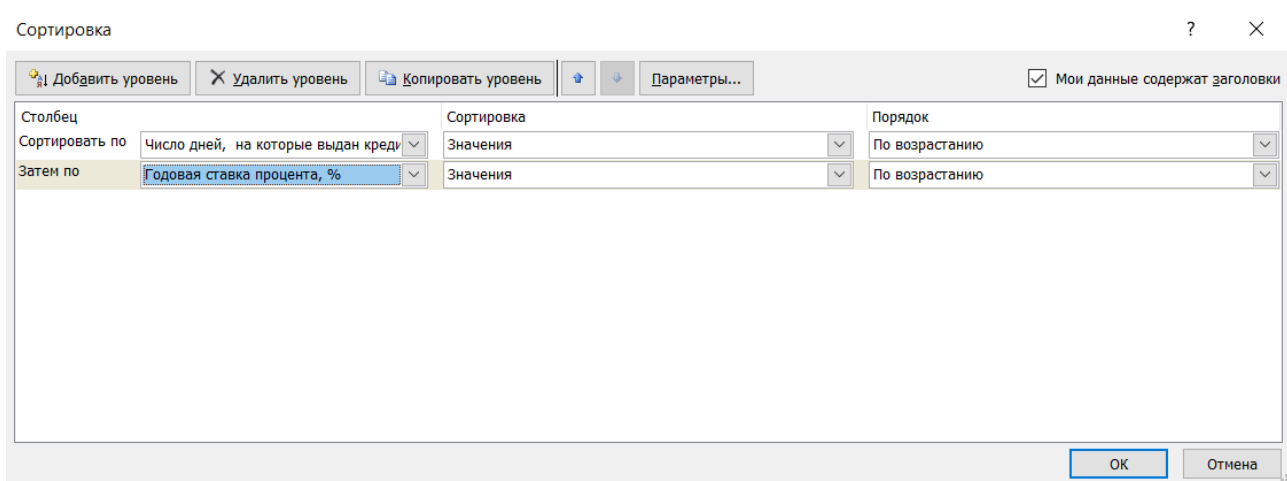 Сортировка ?
Добавить уровень Удалить уровень Копировать уровень Параметры... Мои данные содержат заголовки
Столбец Сортировка Порядок
Сортировать по Число дней, на которые выдан креди Значения По возрастанию
Затем по Годовая ставка процента, % Значения По возрастанию
ОК Отмена